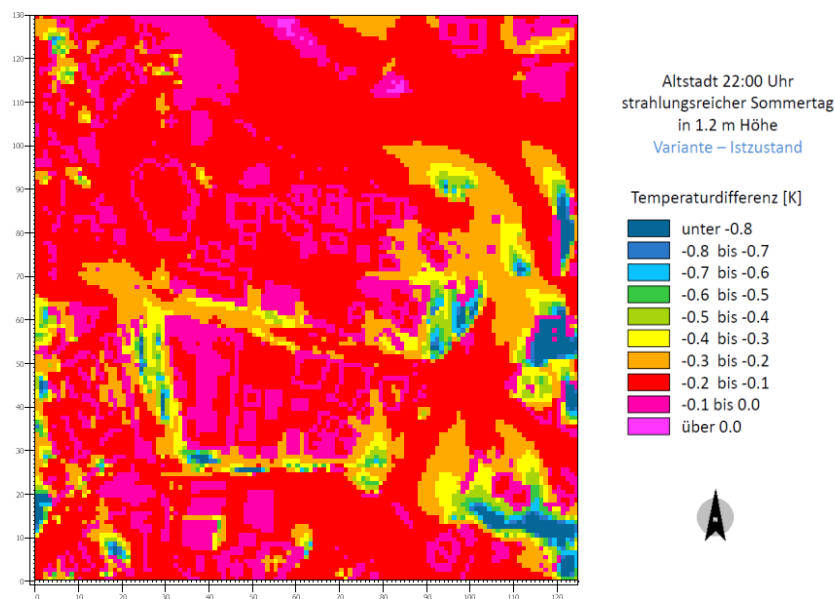 130
120
110
100
90
80
70
60
50
40
30
20
10
0
0 10 20 30 40 50 60 70 80 90 100 110 120
Altstadt 22:00 Uhr
strahlungsreicher Sommertag
in 1.2 m Höhe
Variante – Istzustand
Temperaturdifferenz [K]
unter -0.8
-0.8 bis -0.7
-0.7 bis -0.6
-0.6 bis -0.5
-0.5 bis -0.4
-0.4 bis -0.3
-0.3 bis -0.2
-0.2 bis -0.1
-0.1 bis 0.0
über 0.0